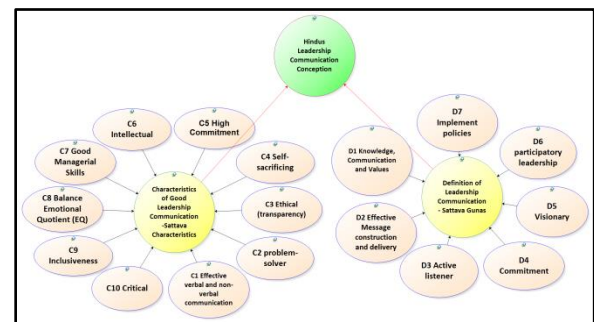 Hindus
Leadership
Communication
Conception
C6
Intellectual
C5 High
Commitment
C7 Good
Managerial
Skills
C4 Self-
sacrificing
C8 Balance
Emotional
Quotient (EQ)
Characteristics
of Good
Leadership
Communication
-Sattava
Characteristics
C3 Ethical
(transparency)
C9
Inclusiveness
C2 problem-
solver
C10 Critical
C1 Effective
verbal and non-
verbal
communication
D7
Implement
policies
D1 Knowledge,
Communication
and Values
D6
participatory
leadership
Definition of
Leadership
Communication
- Sattava Gunas
D5
Visionary
D2 Effective
Message
construction
and delivery
D3 Active
listener
D4
Commitment